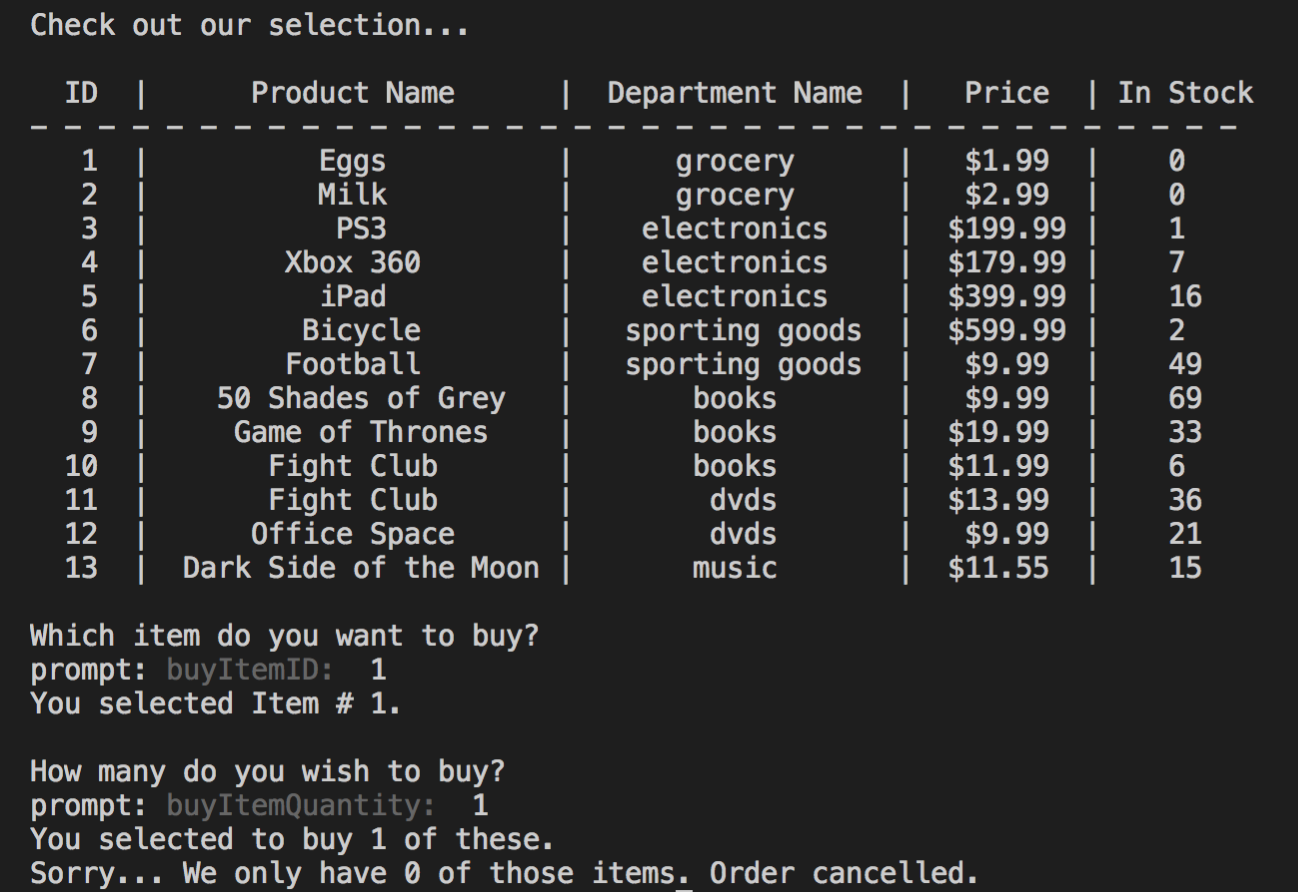 Check out our selection...
ID | Product Name | Department Name | Price | In Stock
- - - - - - - - - - - - - - - - - - - - - - - - - - - - - - - - - - - -
1 | Eggs | grocery | $1.99 | 0
2 | Milk | grocery | $2.99 | 0
3 | PS3 | electronics | $199.99 | 1
4 | Xbox 360 | electronics | $179.99 | 7
5 | iPad | electronics | $399.99 | 16
6 | Bicycle | sporting goods | $599.99 | 2
7 | Football | sporting goods | $9.99 | 49
8 | 50 Shades of Grey | books | $9.99 | 69
9 | Game of Thrones | books | $19.99 | 33
10 | Fight Club | books | $11.99 | 6
11 | Fight Club | dvds | $13.99 | 36
12 | Office Space | dvds | $9.99 | 21
13 | Dark Side of the Moon | music | $11.55 | 15
Which item do you want to buy?
prompt: buyItemID: 1
You selected Item # 1.
How many do you wish to buy?
prompt: buyItemQuantity: 1
You selected to buy 1 of these.
Sorry... We only have 0 of those items. Order cancelled.